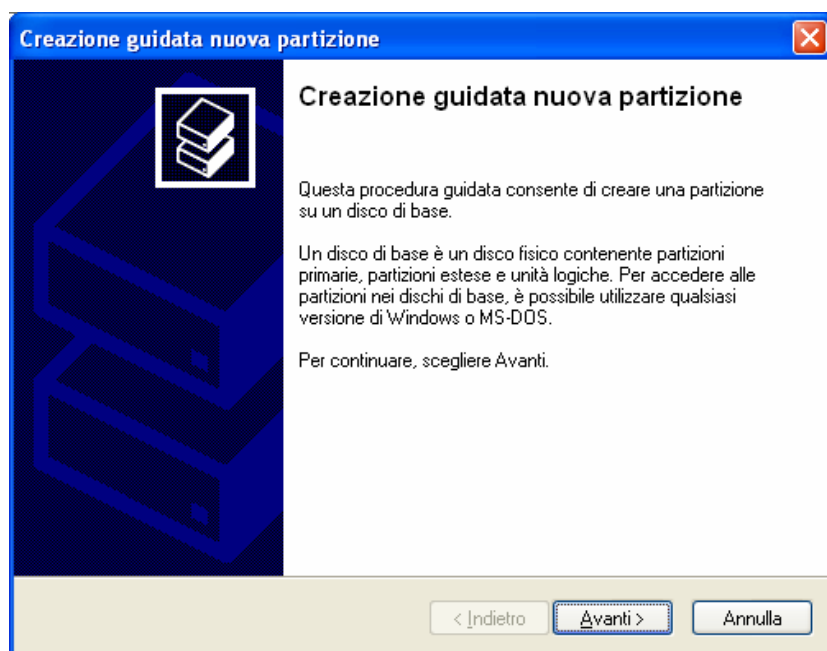 Creazione guidata nuova partizione
Creazione guidata nuova partizione
Questa procedura guidata consente di creare una partizione
su un disco di base.
Un disco di base è un disco fisico contenente partizioni
primarie, partizioni estese e unità logiche. Per accedere alle
partizioni nei dischi di base, è possibile utilizzare qualsiasi
versione di Windows o MS-DOS.
Per continuare, scegliere Avanti.
< Indietro
Avanti >
Annulla